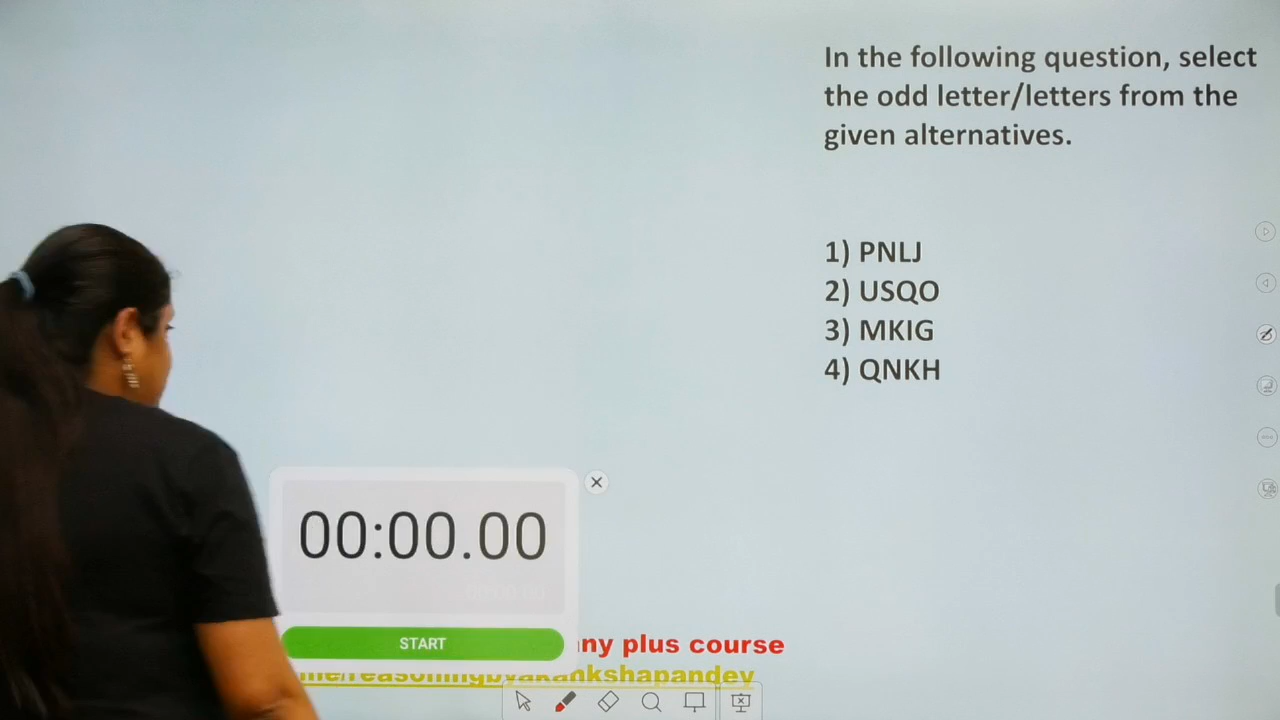 In the following question, select
the odd letter/letters from the
given alternatives.
1) PNLJ
2) USQO
3) MKIG
4) QNKH
00:00.00
START
plus course